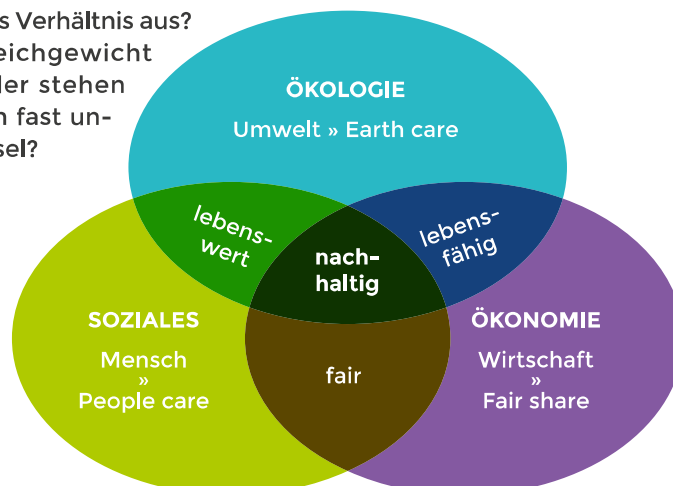 s Verhältnis aus?
eichgewicht
der stehen
n fast un-
sel?
ÖKOLOGIE
Umwelt » Earth care
lebens-
wert
nach-
haltig
lebens-
fähig
SOZIALES
Mensch
»
People care
fair
ÖKONOMIE
Wirtschaft
»
Fair share